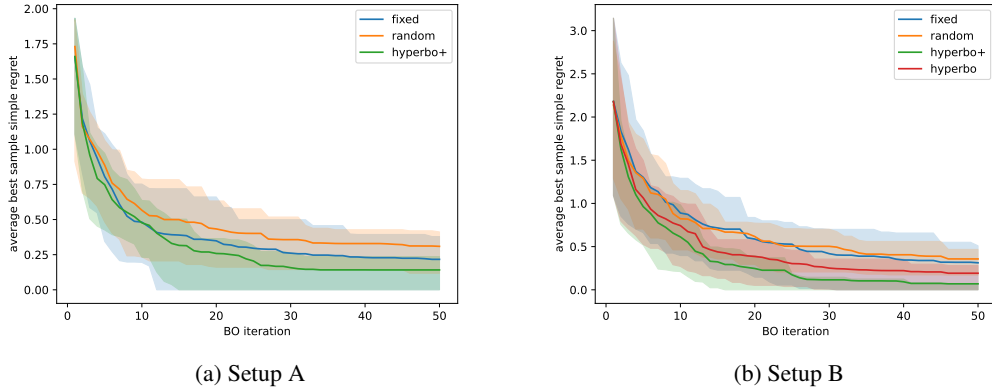 2.00
1.75
1.50
1.25
1.00
0.75
0.50
0.25
0.00
average best sample simple regret
0 10 20 30 40 50
BO iteration
fixed
random
hyperbo+
(a) Setup A
3.0
2.5
2.0
1.5
1.0
0.5
0.0
average best sample simple regret
0 10 20 30 40 50
BO iteration
fixed
random
hyperbo+
hyperbo
(b) Setup B